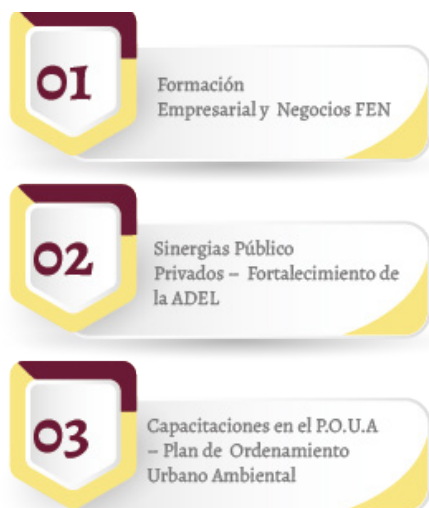 01
Formación
Empresarial y Negocios FEN
02
Sinergias Público
Privados – Fortalecimiento de
la ADEL
03
Capacitaciones en el P.O.U.A
– Plan de Ordenamiento
Urbano Ambiental